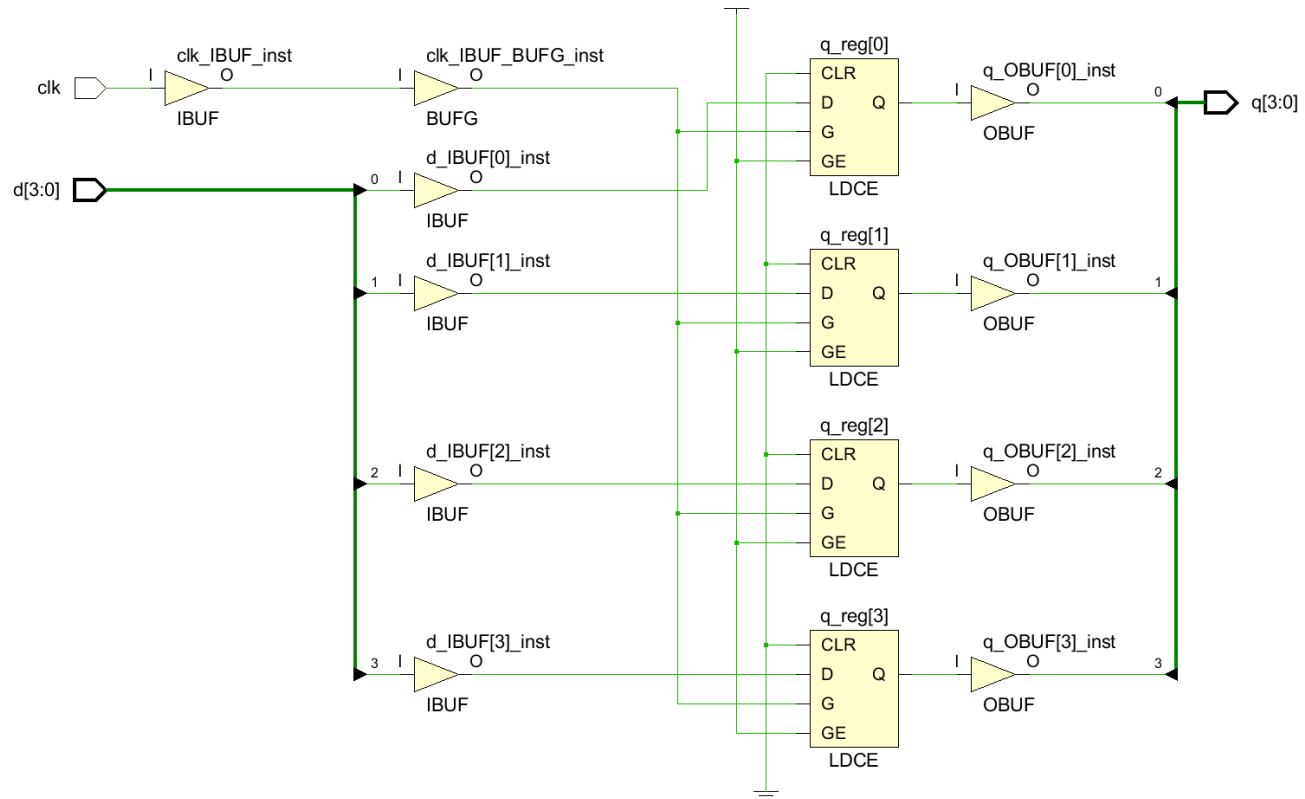 clk
I
clk_IBUF_inst
O
IBUF
I
clk_IBUF_BUFG_inst
O
BUFG
d[3:0]
0
I
d_IBUF[0]_inst
O
IBUF
1
I
d_IBUF[1]_inst
O
IBUF
2
I
d_IBUF[2]_inst
O
IBUF
3
I
d_IBUF[3]_inst
O
IBUF
q_reg[0]
CLR
D Q
G
GE
LDCE
q_reg[1]
CLR
D Q
G
GE
LDCE
q_reg[2]
CLR
D Q
G
GE
LDCE
q_reg[3]
CLR
D Q
G
GE
LDCE
I
q_OBUF[0]_inst
O
OBUF
0
I
q_OBUF[1]_inst
O
OBUF
1
I
q_OBUF[2]_inst
O
OBUF
2
I
q_OBUF[3]_inst
O
OBUF
3
q[3:0]